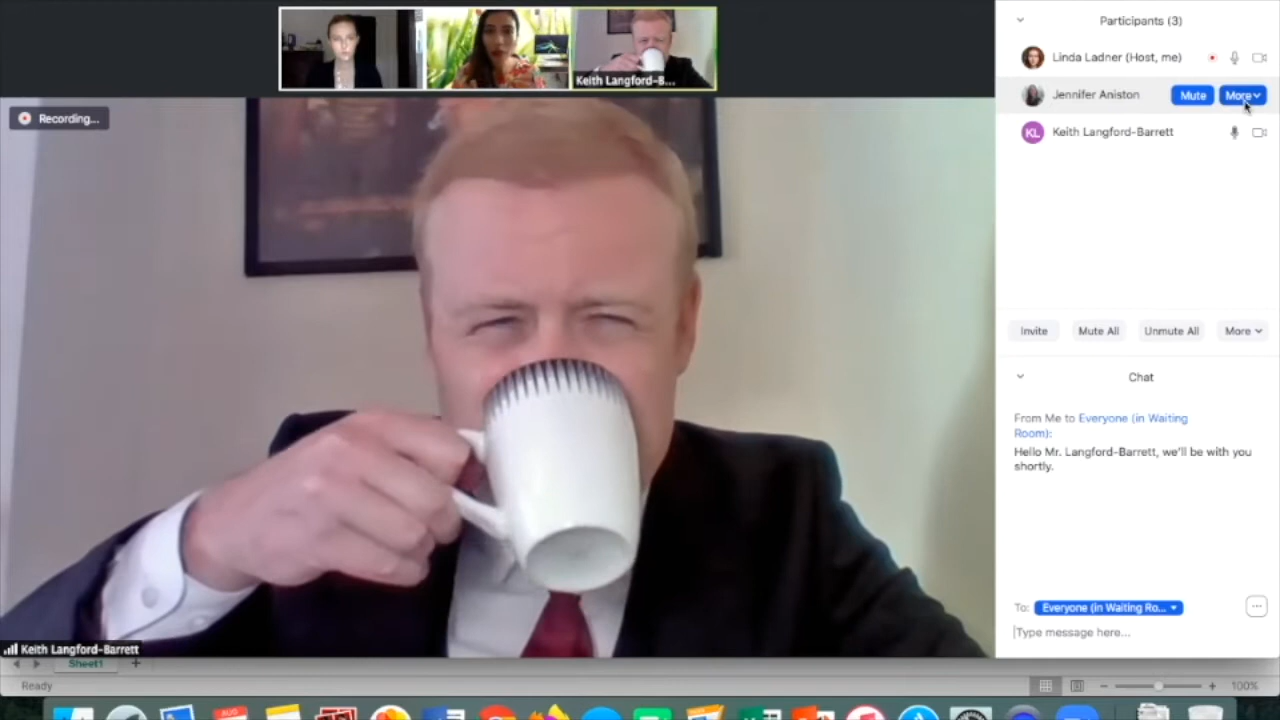 Keith Langford-B...
Recording...
Participants (3)
Linda Ladner (Host, me)
Jennifer Aniston
Mute
More
KL
Keith Langford-Barrett
Invite
Mute All
Unmute All
More
Chat
From Me to Everyone (in Waiting
Room):
Hello Mr. Langford-Barrett, we'll be with you
shortly.
To: Everyone (in Waiting Ro...
Type message here...
Keith Langford-Barrett
Sheet1
Ready
100%
AUG